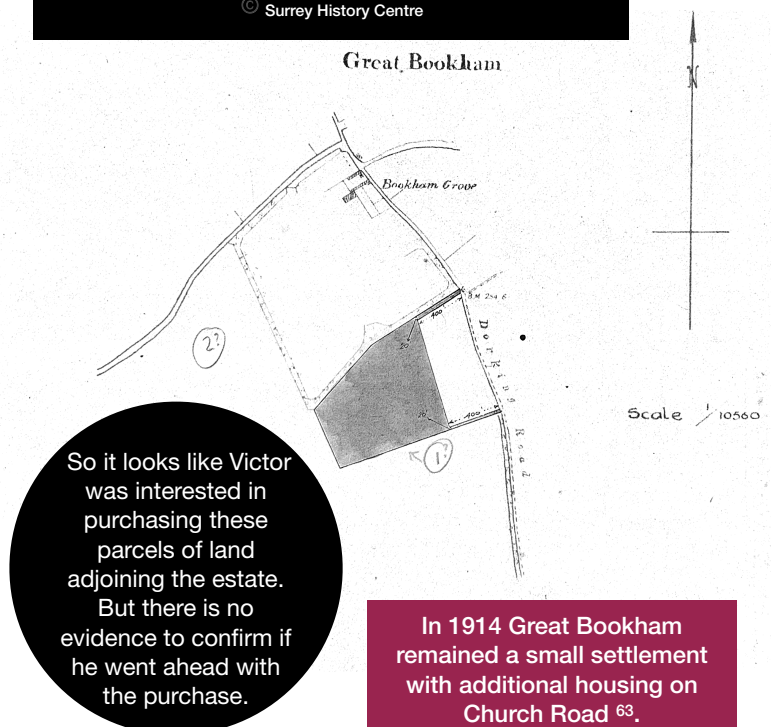 © Surrey History Centre
Great Bookham
N
Bookham Grove
400
20
Dorking Road
2?
Scale 1/10560
400
20
1?
So it looks like Victor
was interested in
purchasing these
parcels of land
adjoining the estate.
But there is no
evidence to confirm if
he went ahead with
the purchase.
In 1914 Great Bookham
remained a small settlement
with additional housing on
Church Road 63.